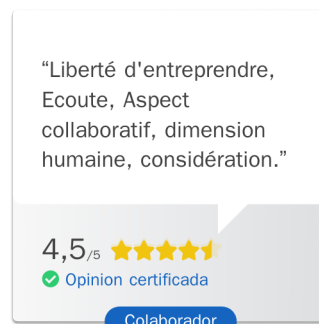 “Liberté d'entreprendre,
Ecoute, Aspect
collaboratif, dimension
humaine, considération.”
4,5/5
Opinion certificada
Colaborador